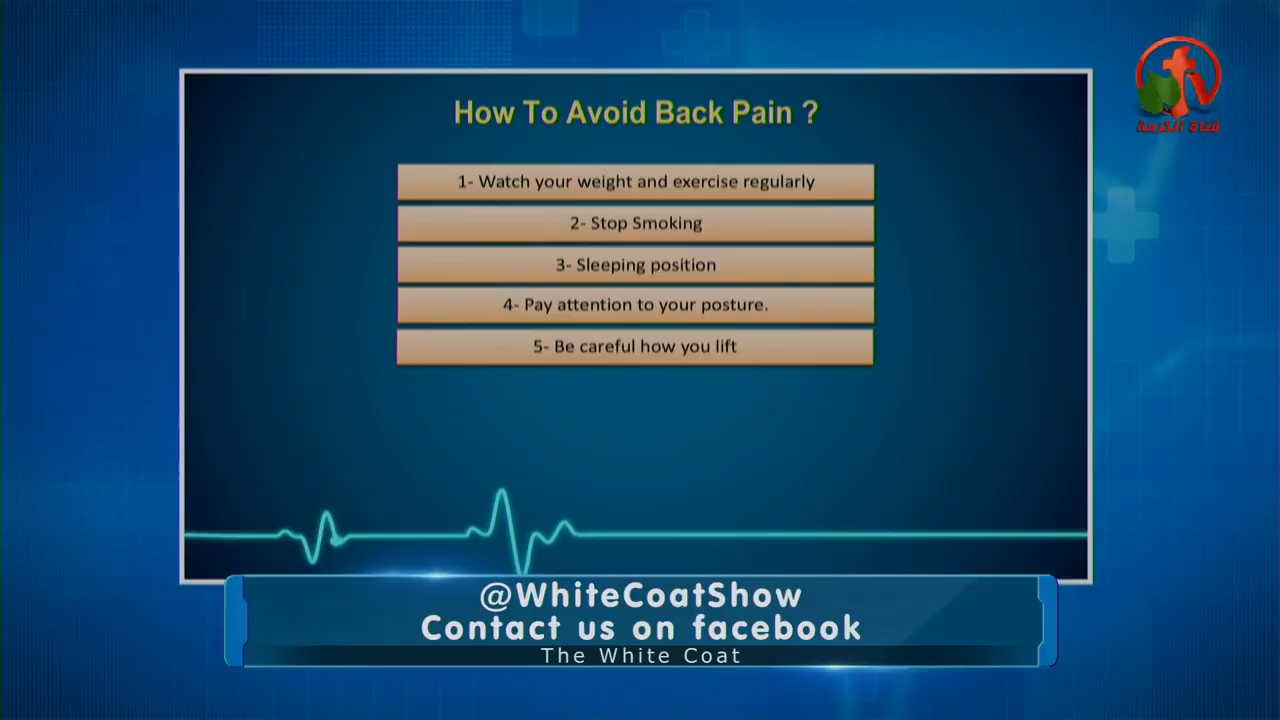 قناة الكرمة
How To Avoid Back Pain ?
1- Watch your weight and exercise regularly
2- Stop Smoking
3- Sleeping position
4- Pay attention to your posture.
5- Be careful how you lift
@WhiteCoatShow
Contact us on facebook
The White Coat